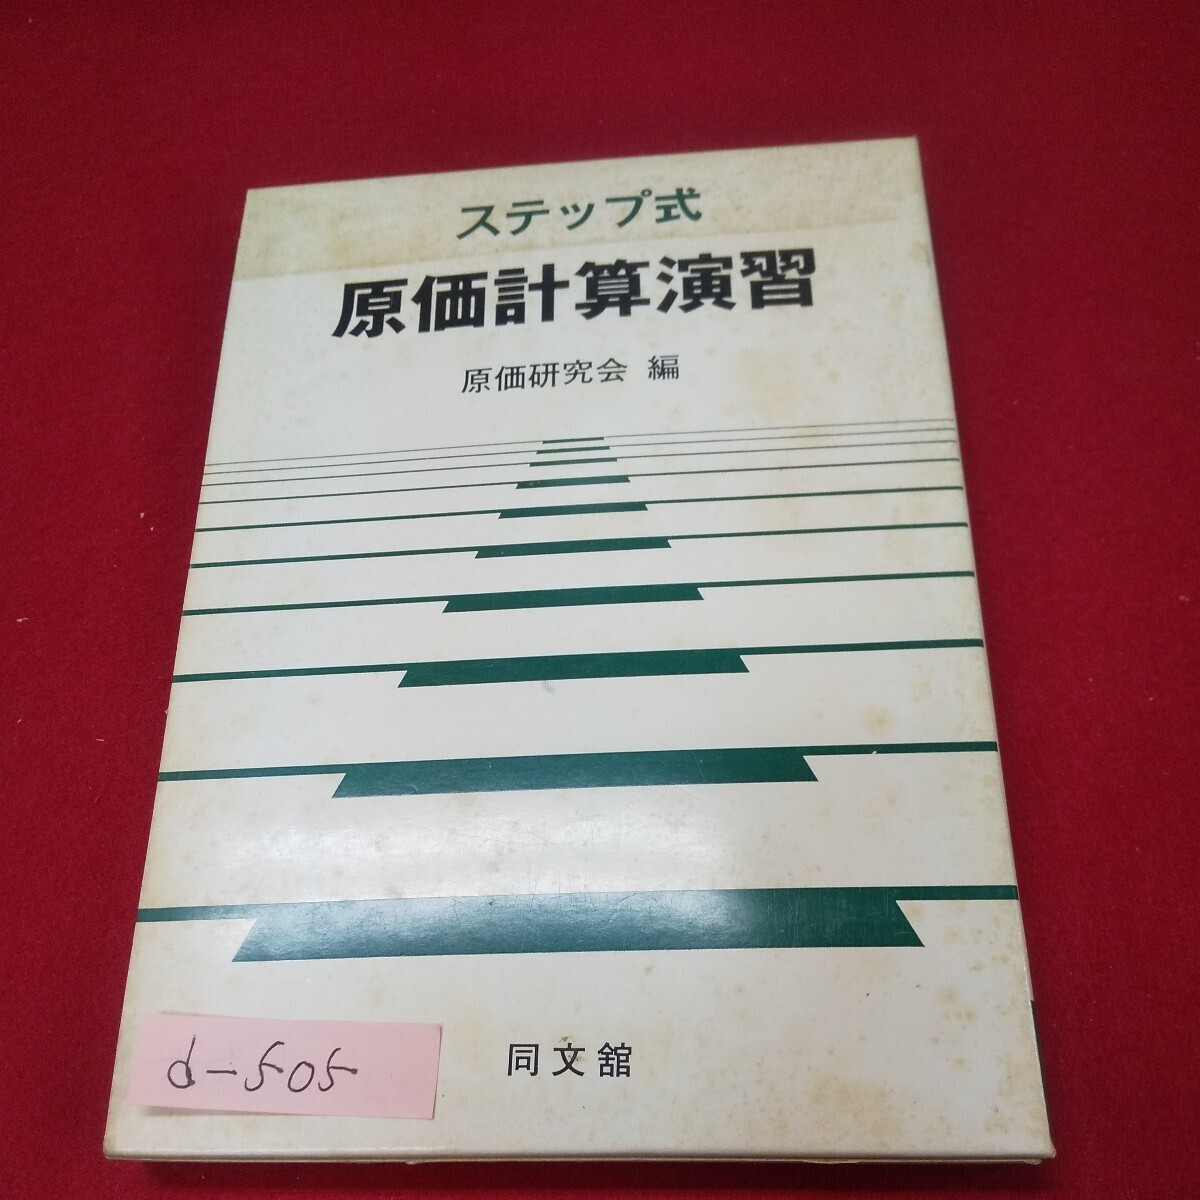 ステップ式
原価計算演習
原価研究会 編
同文舘
d-505